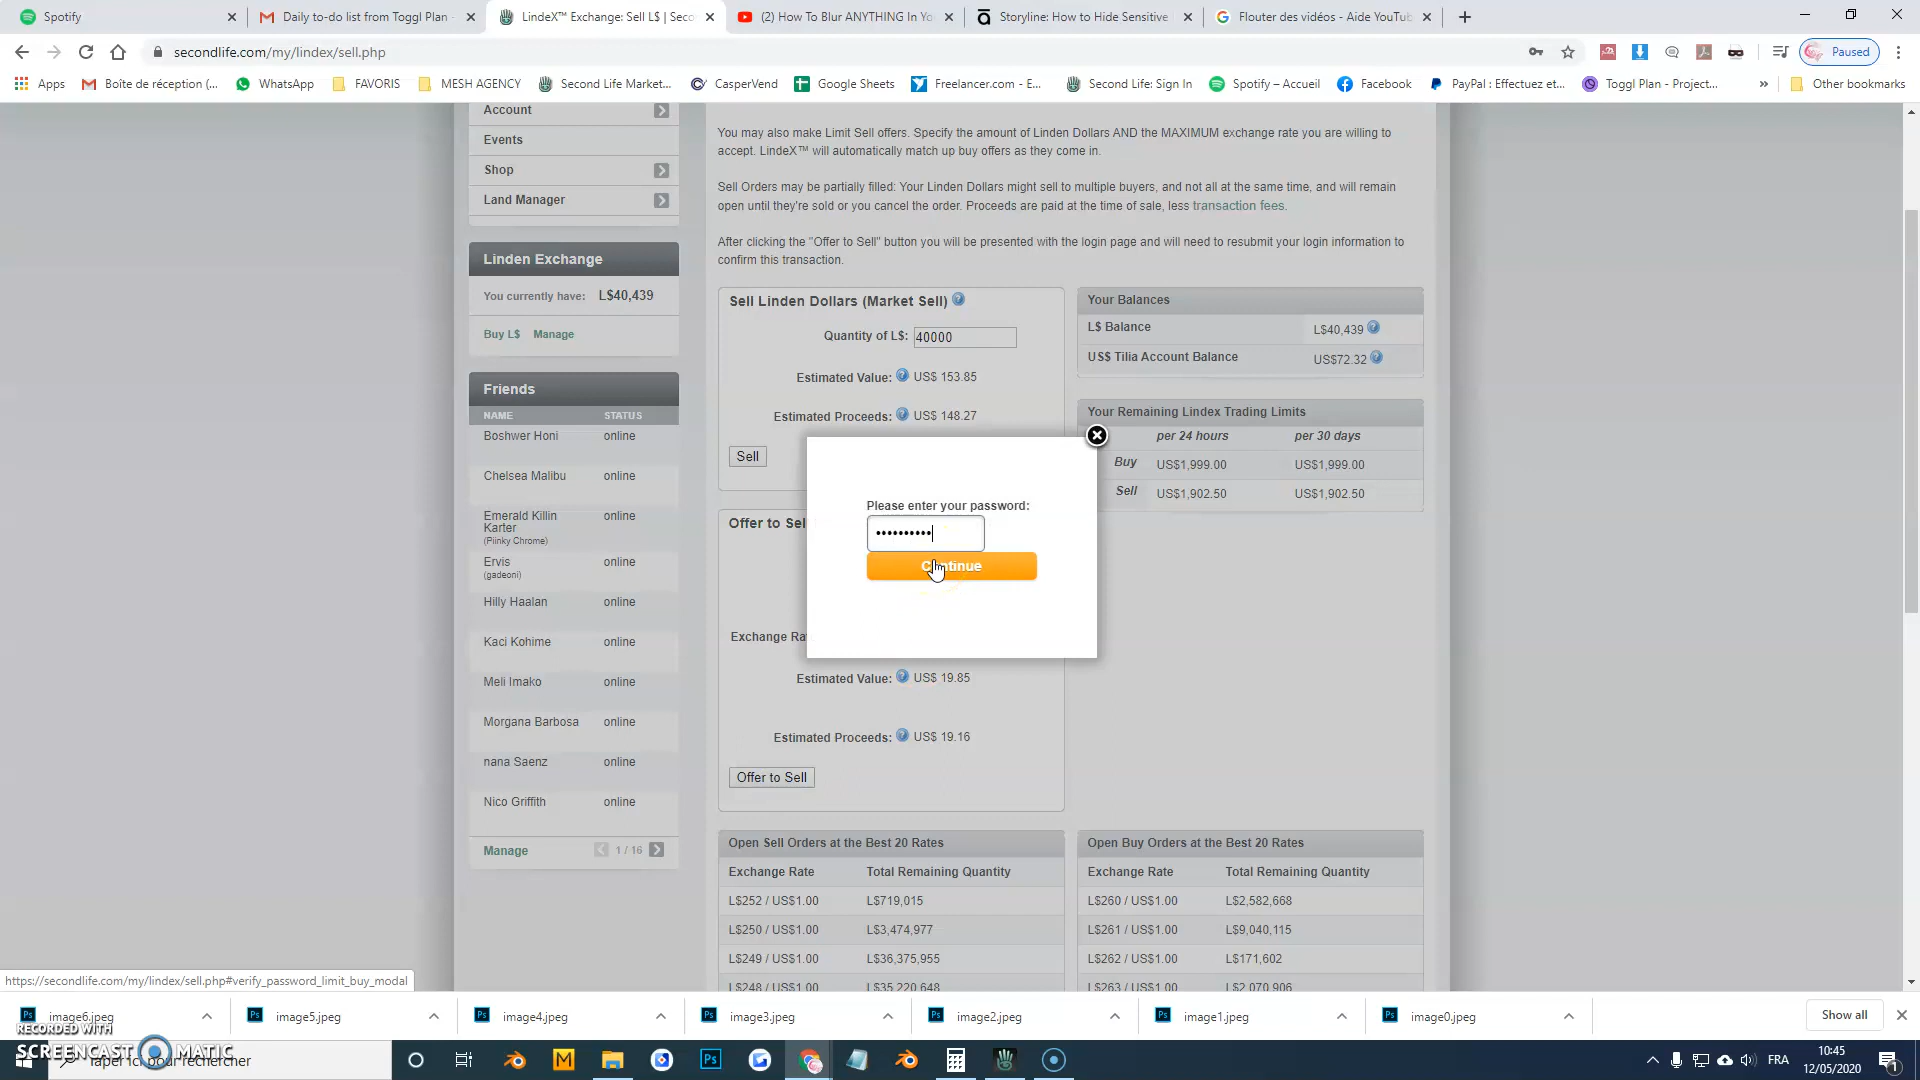 Spotify
Daily to-do list from Toggl Plan -
LindeX™ Exchange: Sell L$ | Seco
(2) How To Blur ANYTHING In Yo
Storyline: How to Hide Sensitive
Flouter des vidéos - Aide YouTub
secondlife.com/my/lindex/sell.php
Paused
Apps
Boîte de réception (...
WhatsApp
FAVORIS
MESH AGENCY
Second Life Market...
CasperVend
Google Sheets
Freelancer.com - E...
Second Life: Sign In
Spotify – Accueil
Facebook
PayPal : Effectuez et...
Toggl Plan - Project...
»
Other bookmarks
Account
Events
Shop
Land Manager
Linden Exchange
You currently have: L$40,439
Buy L$ Manage
Friends
NAME STATUS
Boshwer Honi online
Chelsea Malibu online
Emerald Killin Karter online
(Piinky Chrome)
Ervis online
(gadeoni)
Hilly Haalan online
Kaci Kohime online
Meli Imako online
Morgana Barbosa online
nana Saenz online
Nico Griffith online
Manage 1 / 16
You may also make Limit Sell offers. Specify the amount of Linden Dollars AND the MAXIMUM exchange rate you are willing to
accept. LindeX™ will automatically match up buy offers as they come in.
Sell Orders may be partially filled: Your Linden Dollars might sell to multiple buyers, and not all at the same time, and will remain
open until they're sold or you cancel the order. Proceeds are paid at the time of sale, less transaction fees.
After clicking the "Offer to Sell" button you will be presented with the login page and will need to resubmit your login information to
confirm this transaction.
Sell Linden Dollars (Market Sell)
Quantity of L$: 40000
Estimated Value: US$ 153.85
Estimated Proceeds: US$ 148.27
Sell
Your Balances
L$ Balance L$40,439
US$ Tilia Account Balance US$72.32
Your Remaining Lindex Trading Limits
per 24 hours per 30 days
Buy US$1,999.00 US$1,999.00
Sell US$1,902.50 US$1,902.50
Please enter your password:
••••••••••
Continue
Offer to Sel
Exchange Ra
Estimated Value: US$ 19.85
Estimated Proceeds: US$ 19.16
Offer to Sell
Open Sell Orders at the Best 20 Rates
Exchange Rate Total Remaining Quantity
L$252 / US$1.00 L$719,015
L$250 / US$1.00 L$3,474,977
L$249 / US$1.00 L$36,375,955
L$248 / US$1.00 L$35,220,648
Open Buy Orders at the Best 20 Rates
Exchange Rate Total Remaining Quantity
L$260 / US$1.00 L$2,582,668
L$261 / US$1.00 L$9,040,115
L$262 / US$1.00 L$171,602
L$263 / US$1.00 L$2,070,906
https://secondlife.com/my/lindex/sell.php#verify_password_limit_buy_modal
image6.jpeg
image5.jpeg
image4.jpeg
image3.jpeg
image2.jpeg
image1.jpeg
image0.jpeg
Show all
RECORDED WITH
SCREENCAST MATIC
Taper ici pour rechercher
FRA
10:45
12/05/2020
1